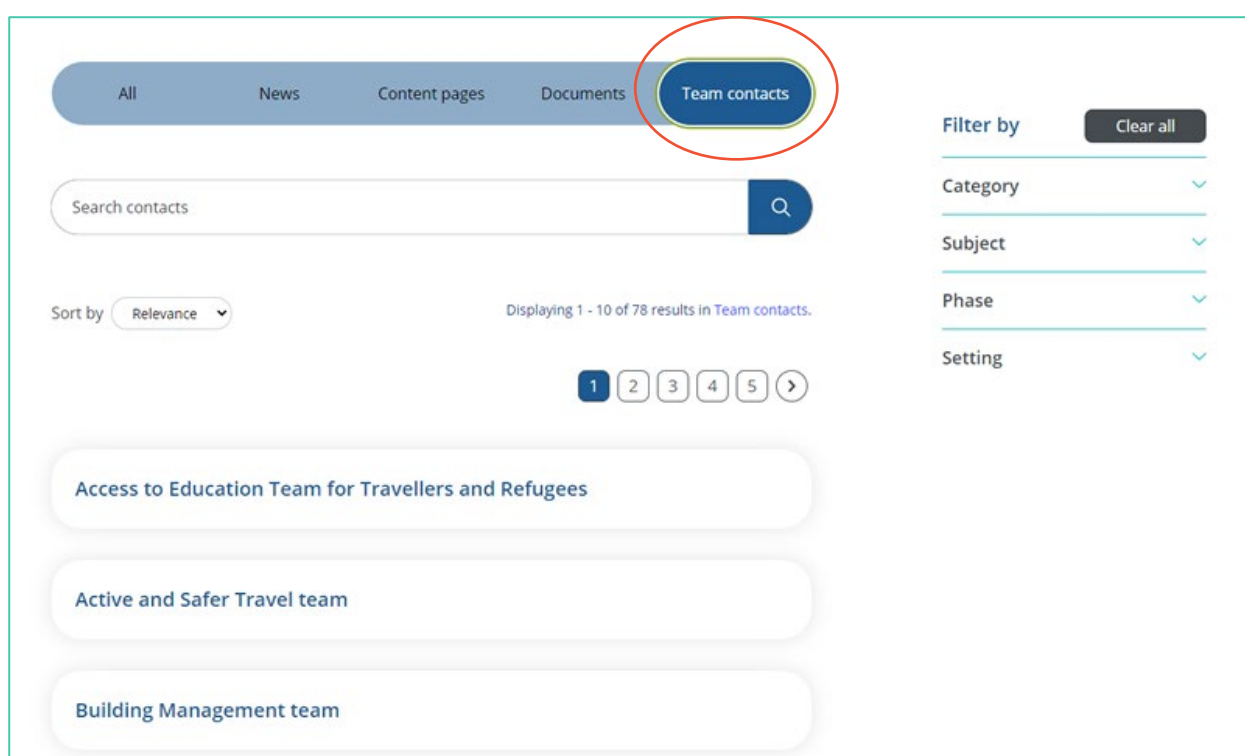 All News Content pages Documents Team contacts
Filter by Clear all
Search contacts
Category
Subject
Phase
Setting
Sort by Relevance Displaying 1 - 10 of 78 results in Team contacts.
1 2 3 4 5
Access to Education Team for Travellers and Refugees
Active and Safer Travel team
Building Management team